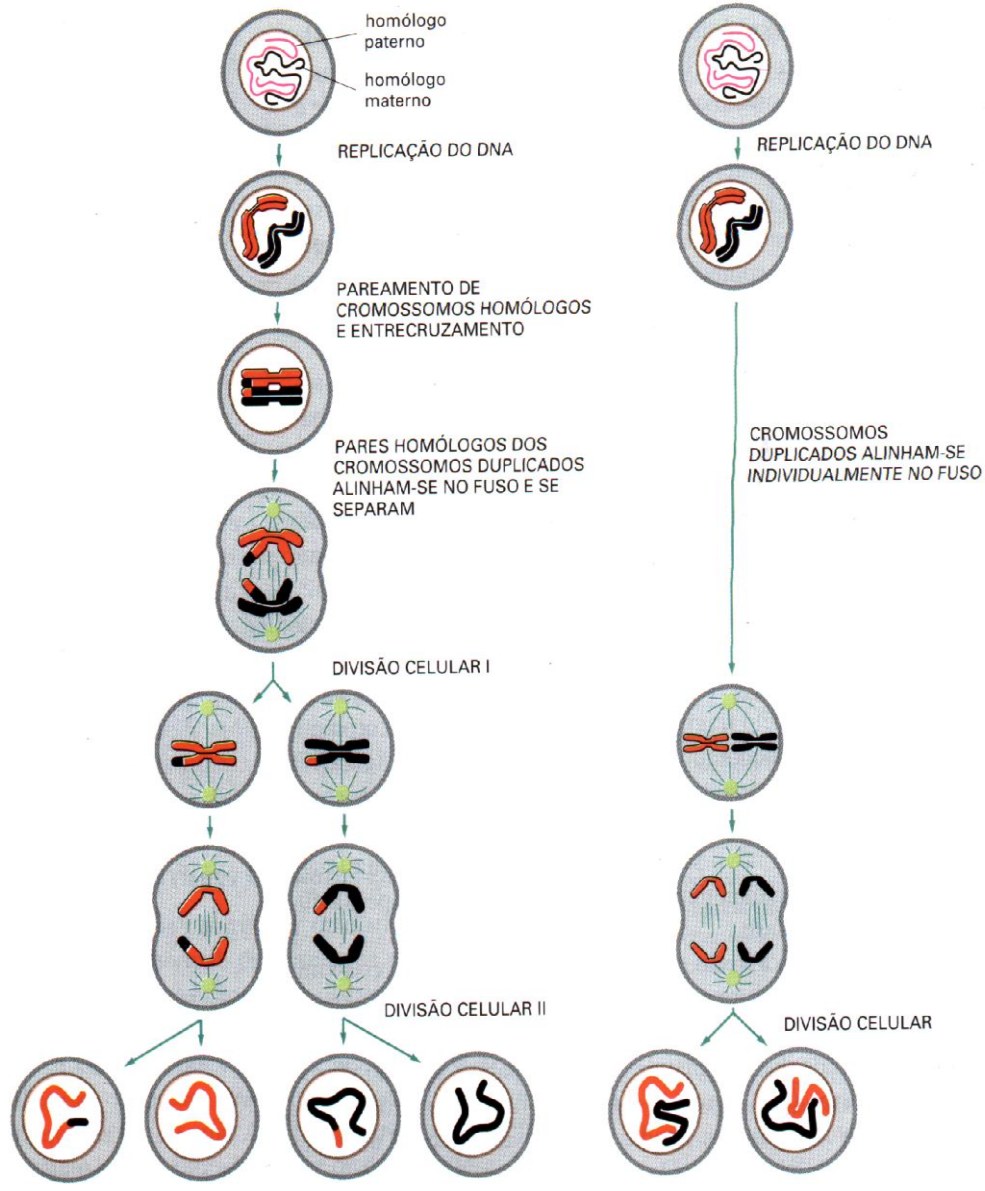 homólogo
paterno
homólogo
materno
REPLICAÇÃO DO DNA
PAREAMENTO DE
CROMOSSOMOS HOMÓLOGOS
E ENTRECRUZAMENTO
PARES HOMÓLOGOS DOS
CROMOSSOMOS DUPLICADOS
ALINHAM-SE NO FUSO E SE
SEPARAM
DIVISÃO CELULAR I
DIVISÃO CELULAR II
REPLICAÇÃO DO DNA
CROMOSSOMOS
DUPLICADOS ALINHAM-SE
INDIVIDUALMENTE NO FUSO
DIVISÃO CELULAR